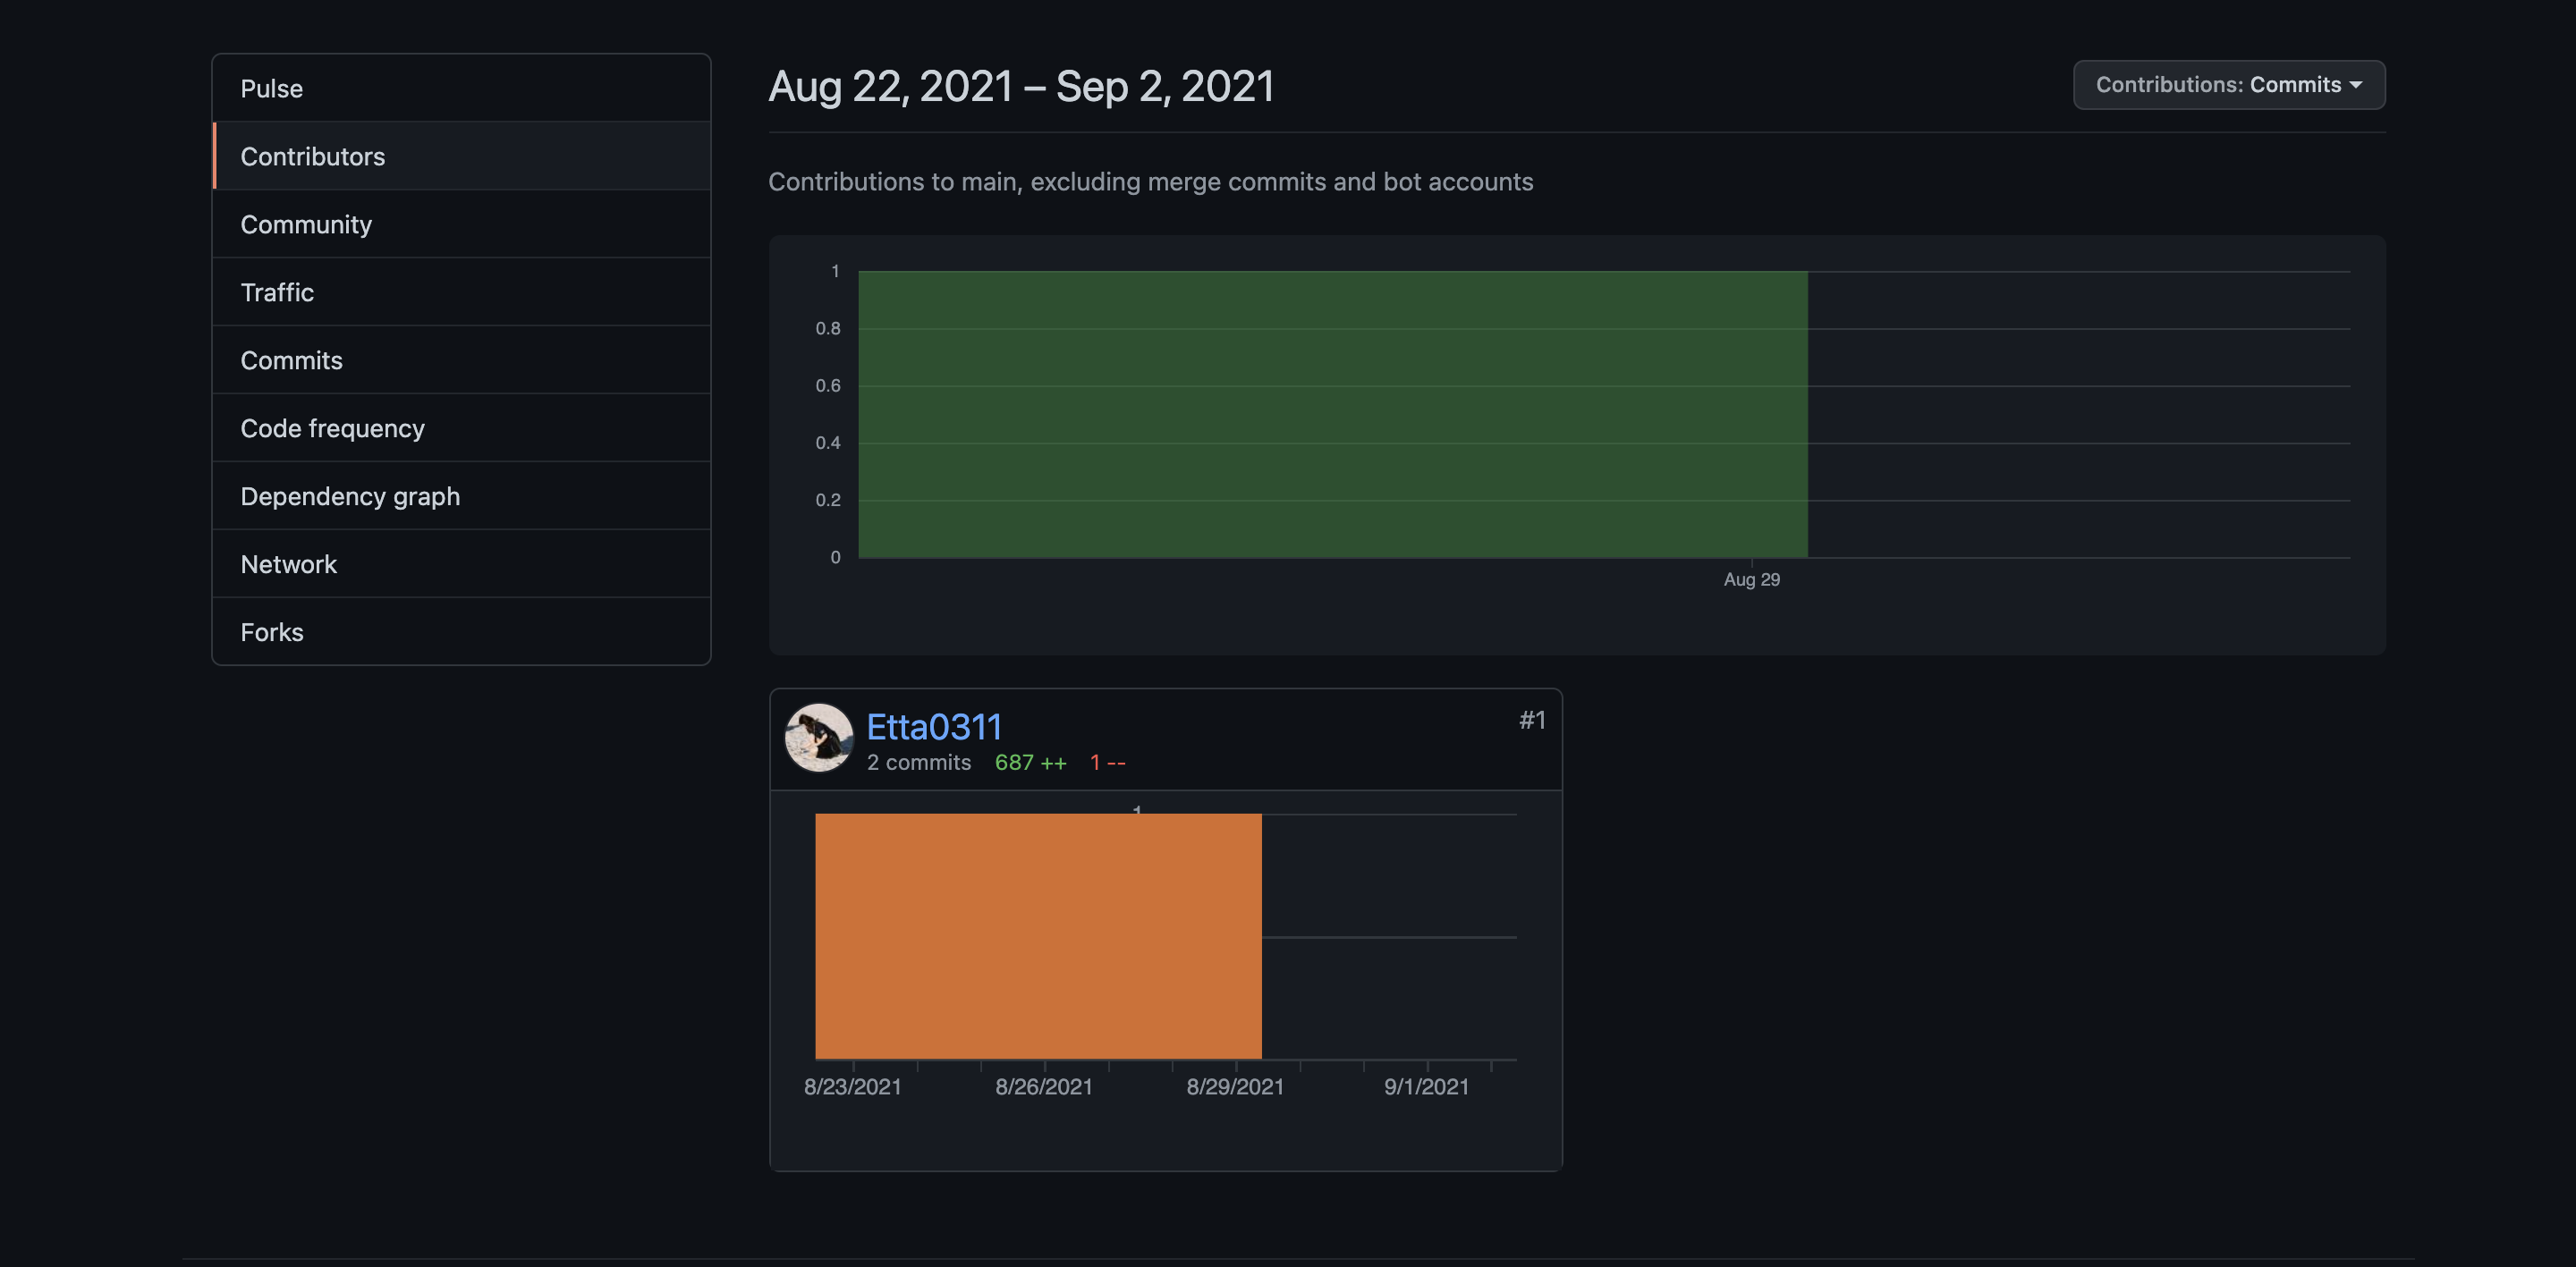 Pulse
Contributors
Community
Traffic
Commits
Code frequency
Dependency graph
Network
Forks
Aug 22, 2021 – Sep 2, 2021
Contributions: Commits
Contributions to main, excluding merge commits and bot accounts
1
0.8
0.6
0.4
0.2
0
Aug 29
Etta0311
#1
2 commits 687 ++ 1 --
1
8/23/2021 8/26/2021 8/29/2021 9/1/2021